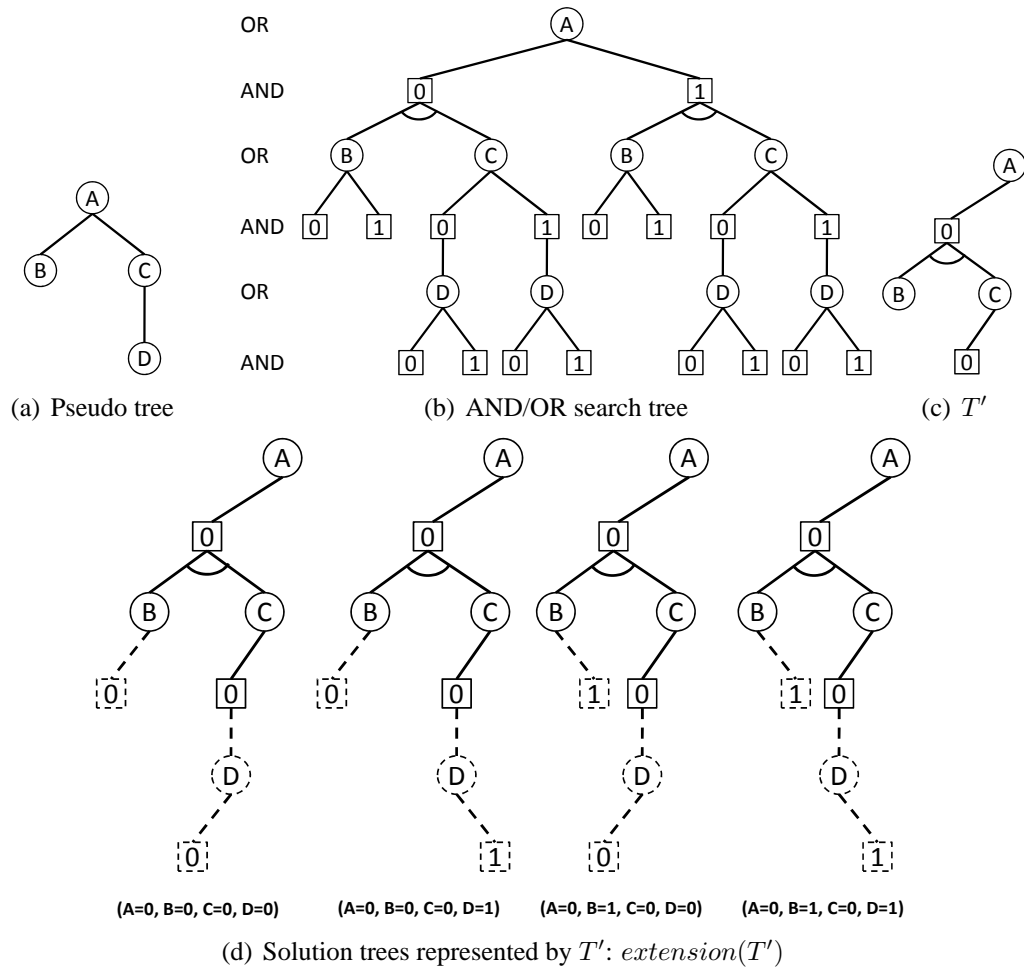 OR A
AND 0 1
OR B C B C
AND 0 1 0 1 0 1 0 1
OR D D D D
AND 0 1 0 1 0 1 0 1
A
B C
D
A
0
B C
0
(a) Pseudo tree (b) AND/OR search tree (c) T′
A A A A
0 0 0 0
B C B C B C B C
0 0 0 0 1 0 1 0
D D D D
0 1 0 1
(A=0, B=0, C=0, D=0) (A=0, B=0, C=0, D=1) (A=0, B=1, C=0, D=0) (A=0, B=1, C=0, D=1)
(d) Solution trees represented by T′: extension(T′)